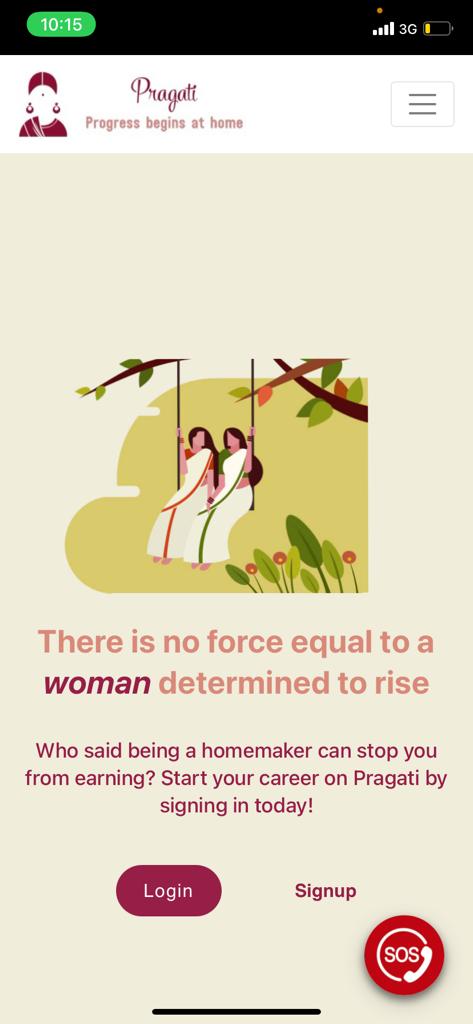 10:15
3G
Pragati
Progress begins at home
There is no force equal to a
woman determined to rise
Who said being a homemaker can stop you
from earning? Start your career on Pragati by
signing in today!
Login
Signup
SOS